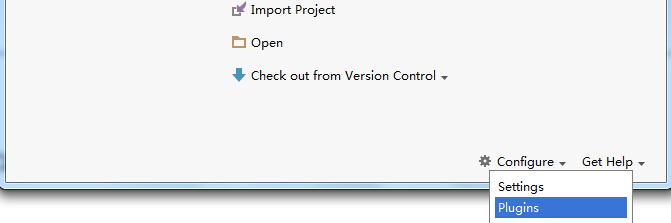 Import Project
Open
Check out from Version Control
Configure Get Help
Settings
Plugins